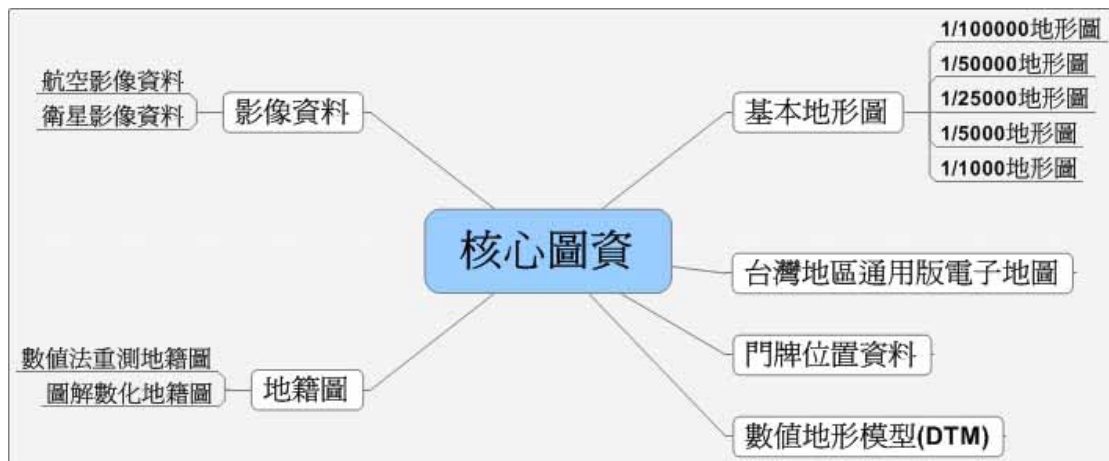 核心圖資
影像資料
航空影像資料
衛星影像資料
地籍圖
數值法重測地籍圖
圖解數化地籍圖
基本地形圖
1/100000地形圖
1/50000地形圖
1/25000地形圖
1/5000地形圖
1/1000地形圖
台灣地區通用版電子地圖
門牌位置資料
數值地形模型(DTM)